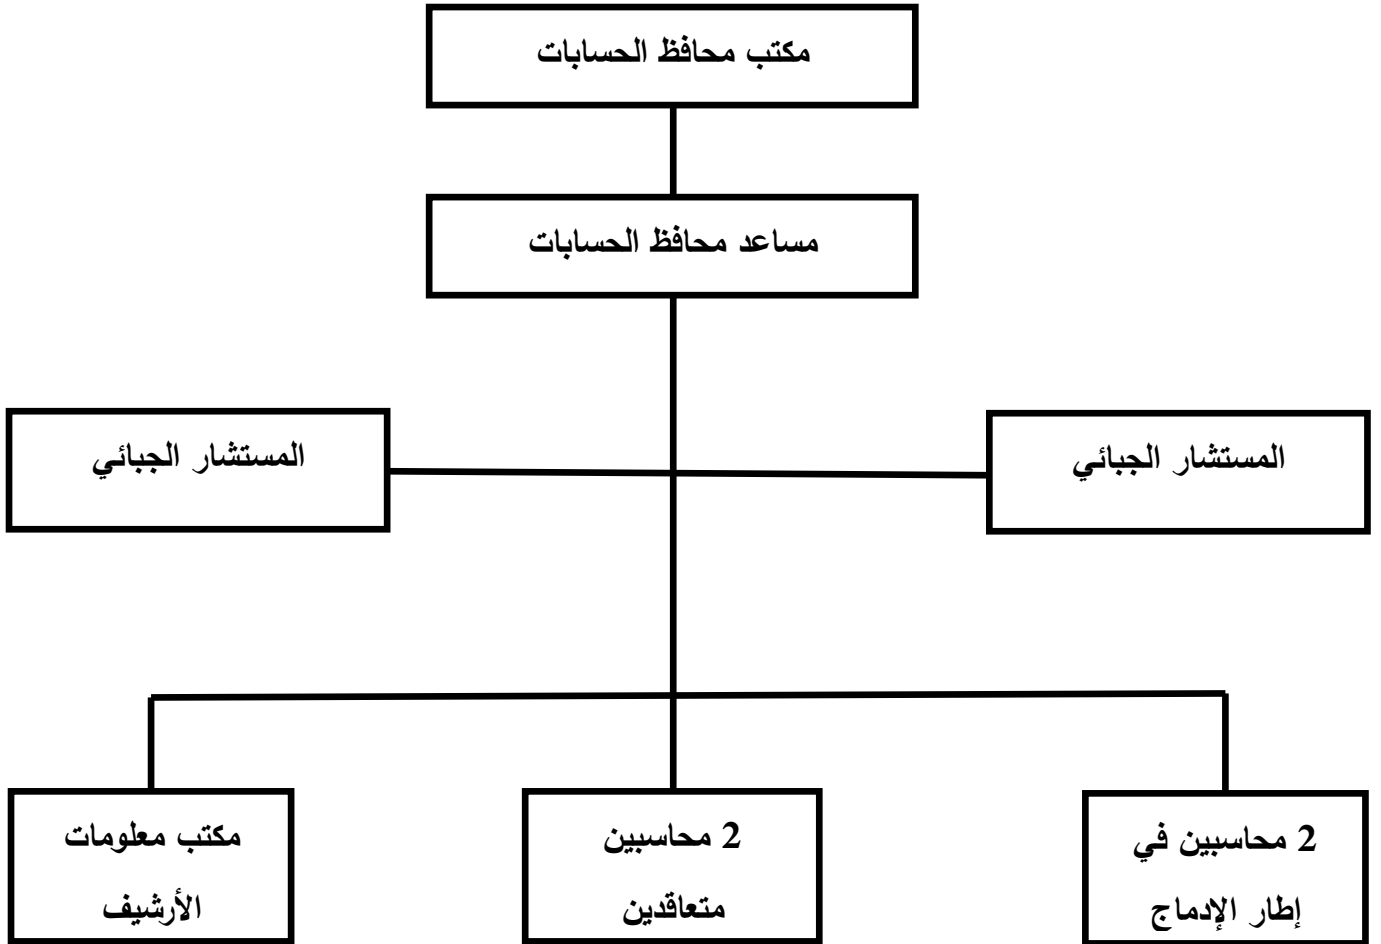 مكتب محافظ الحسابات
مساعد محافظ الحسابات
المستشار الجبائي
المستشار الجبائي
2 محاسبين في
إطار الإدماج
2 محاسبين
متعاقدين
مكتب معلومات
الأرشيف